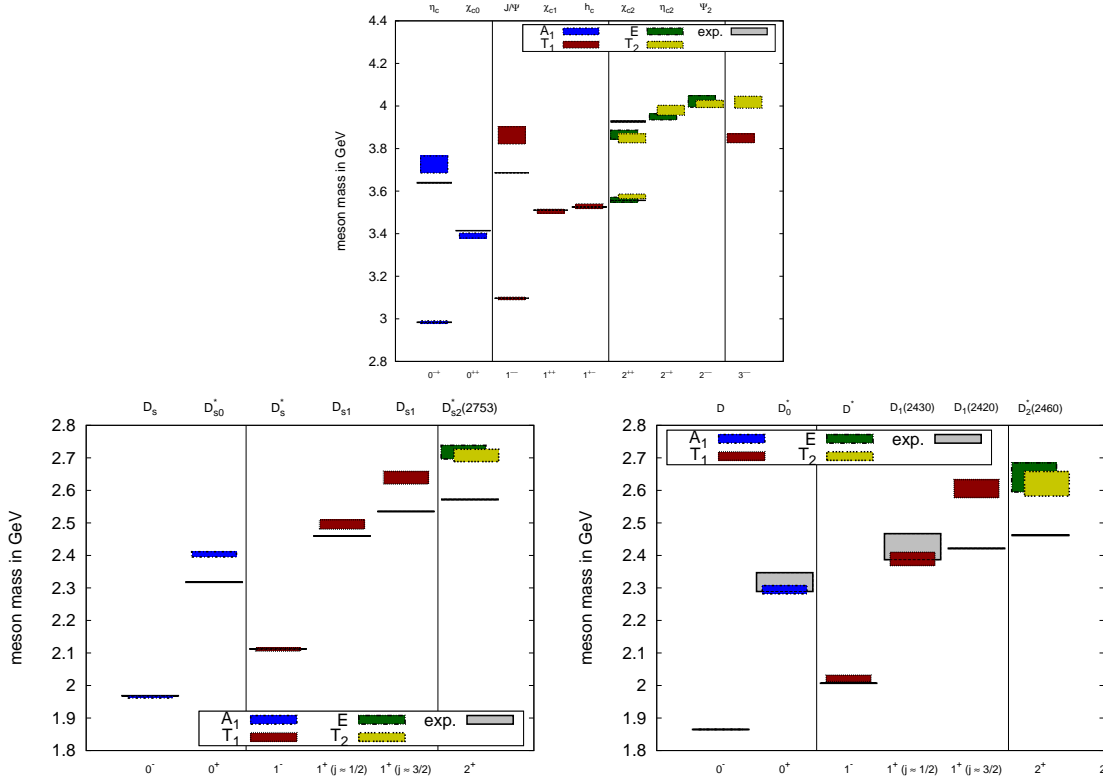 η_c χ_c0 J/Ψ χ_c1 h_c χ_c2 η_c2 Ψ_2
4.4
4.2
4
3.8
3.6
3.4
3.2
3
2.8
meson mass in GeV
A_1 E exp.
T_1 T_2
0⁻⁺ 0⁺⁺ 1⁻⁻ 1⁺⁺ 1⁺⁻ 2⁺⁺ 2⁻⁺ 2⁻⁻ 3⁻⁻
D_s D_s0^* D_s^* D_s1 D_s1 D_s2^*(2753)
2.8
2.7
2.6
2.5
2.4
2.3
2.2
2.1
2
1.9
1.8
meson mass in GeV
A_1 E exp.
T_1 T_2
0⁻ 0⁺ 1⁻ 1⁺ (j ≈ 1/2) 1⁺ (j ≈ 3/2) 2⁺
D D_0^* D^* D_1(2430) D_1(2420) D_2^*(2460)
2.8
2.7
2.6
2.5
2.4
2.3
2.2
2.1
2
1.9
1.8
meson mass in GeV
A_1 E exp.
T_1 T_2
0⁻ 0⁺ 1⁻ 1⁺ (j ≈ 1/2) 1⁺ (j ≈ 3/2) 2⁺